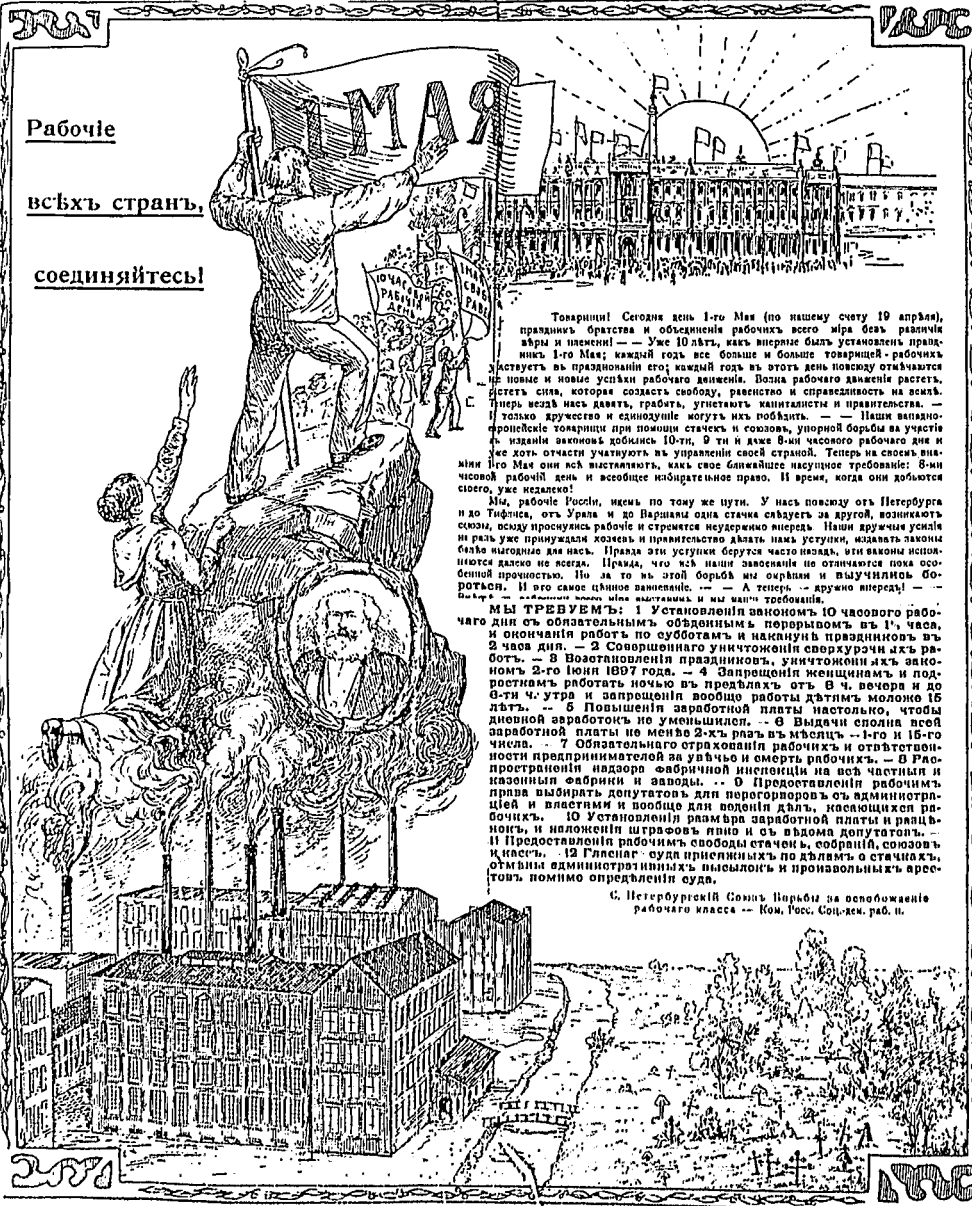 Рабочіе
всѣхъ странъ,
соединяйтесь!
1 МАЯ
10 ЧАСОВОЙ
РАБОЧІЙ
ДЕНЬ
Товарищи! Сегодня день 1-го Мая (по нашему счету 19 апрѣля),
праздникъ братства и объединенія рабочихъ всего міра безъ различія
вѣры и племени! — — Уже 10 лѣтъ, какъ впервые былъ установленъ празд-
никъ 1-го Мая; каждый годъ все больше и больше товарищей-рабочихъ
участвуетъ въ празднованіи его; каждый годъ въ этотъ день повсюду отмѣчаются
не новые и новые успѣхи рабочаго движенія. Волна рабочаго движенія растетъ,
растетъ сила, которая создастъ свободу, равенство и справедливость на землѣ.
Теперь вездѣ насъ давятъ, грабятъ, угнетаютъ капиталисты и правительства. —
И только дружество и единодушіе могутъ ихъ побѣдить. — — Наши западно-
европейскіе товарищи при помощи стачекъ и союзовъ, упорной борьбы за участіе
въ изданіи законовъ добились 10-ти, 9 ти и даже 8-ми часового рабочаго дня и
уже хоть отчасти участвуютъ въ управленіи своей страной. Теперь на своемъ зна-
мени 1-го Мая они всѣ выставляютъ, какъ свое ближайшее насущное требованіе: 8-ми
часовой рабочій день и всеобщее избирательное право. И время, когда они добьются
своего, уже недалеко!
Мы, рабочіе Россіи, идемъ по тому же пути. У насъ повсюду отъ Петербурга
и до Тифлиса, отъ Урала и до Варшавы одна стачка слѣдуетъ за другой, возникаютъ
союзы, всюду проснулись рабочіе и стремятся неудержимо впередъ. Наши дружныя усилія
не разъ уже принуждали хозяевъ и правительство дѣлать намъ уступки, издавать законы
болѣе выгодные для насъ. Правда эти уступки берутся часто назадъ, эти законы испол-
няются далеко не всегда. Правда, что всѣ наши завоеванія не отличаются пока осо-
бенной прочностью. Но за то въ этой борьбѣ мы окрѣпли и выучились бо-
роться. И это самое цѣнное завоеваніе. — — А теперь — дружно впередъ! —
МЫ ТРЕБУЕМЪ: 1 Установленія закономъ 10 часового рабо-
чаго дня съ обязательнымъ обѣденнымъ перерывомъ въ 1½ часа,
и окончанія работъ по субботамъ и наканунѣ праздниковъ въ
2 часа дня. — 2 Совершеннаго уничтоженія сверхурочныхъ ра-
ботъ. — 3 Возстановленія праздниковъ, уничтоженныхъ зако-
номъ 2-го іюня 1897 года. — 4 Запрещенія женщинамъ и под-
росткамъ работать ночью въ предѣлахъ отъ 8 ч. вечера и до
6-ти ч. утра и запрещенія вообще работы дѣтямъ моложе 15
лѣтъ. — 5 Повышенія заработной платы настолько, чтобы
дневной заработокъ не уменьшился. — 6 Выдачи сполна всей
заработной платы не менѣе 2-хъ разъ въ мѣсяцъ — 1-го и 15-го
числа. — 7 Обязательнаго страхованія рабочихъ и отвѣтствен-
ности предпринимателей за увѣчье и смерть рабочихъ. — 8 Рас-
пространенія надзора фабричной инспекціи на всѣ частныя и
казенныя фабрики и заводы. — 9 Предоставленія рабочимъ
права выбирать депутатовъ для переговоровъ съ администра-
ціей и властями и вообще для веденія дѣлъ, касающихся ра-
бочихъ. 10 Установленія размѣра заработной платы и расцѣ-
нокъ, и наложенія штрафовъ явно и съ вѣдома депутатовъ. —
11 Предоставленія рабочимъ свободы стачекъ, собраній, союзовъ
и кассъ. 12 Гласнаго суда присяжныхъ по дѣламъ о стачкахъ,
отмѣны административныхъ высылокъ и произвольныхъ арес-
товъ помимо опредѣленія суда.
С. Петербургскій Союзъ Борьбы за освобожденіе
рабочаго класса — Ком. Росс. Соц.-дем. раб. п.